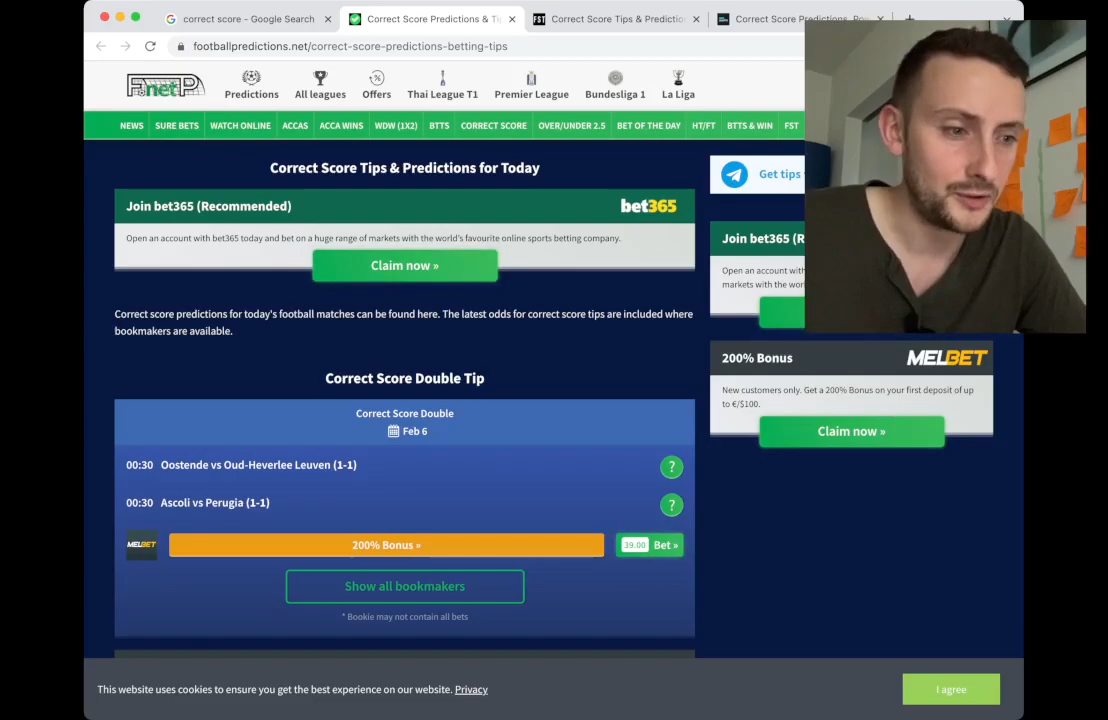 correct score - Google Search
Correct Score Predictions & Ti
FST Correct Score Tips & Prediction
Correct Score Predictions,
footballpredictions.net/correct-score-predictions-betting-tips
F net P
Predictions
All leagues
Offers
Thai League T1
Premier League
Bundesliga 1
La Liga
NEWS SURE BETS WATCH ONLINE ACCAS ACCA WINS WDW (1X2) BTTS CORRECT SCORE OVER/UNDER 2.5 BET OF THE DAY HT/FT BTTS & WIN FST
Correct Score Tips & Predictions for Today
Join bet365 (Recommended)
bet365
Open an account with bet365 today and bet on a huge range of markets with the world's favourite online sports betting company.
Claim now »
Correct score predictions for today's football matches can be found here. The latest odds for correct score tips are included where
bookmakers are available.
Correct Score Double Tip
Correct Score Double
Feb 6
00:30 Oostende vs Oud-Heverlee Leuven (1-1)
?
00:30 Ascoli vs Perugia (1-1)
?
MELBET
200% Bonus »
39.00 Bet »
Show all bookmakers
* Bookie may not contain all bets
Get tips
Join bet365 (R
Open an account with
markets with the wor
200% Bonus
MELBET
New customers only. Get a 200% Bonus on your first deposit of up
to €/$100.
Claim now »
This website uses cookies to ensure you get the best experience on our website. Privacy
I agree